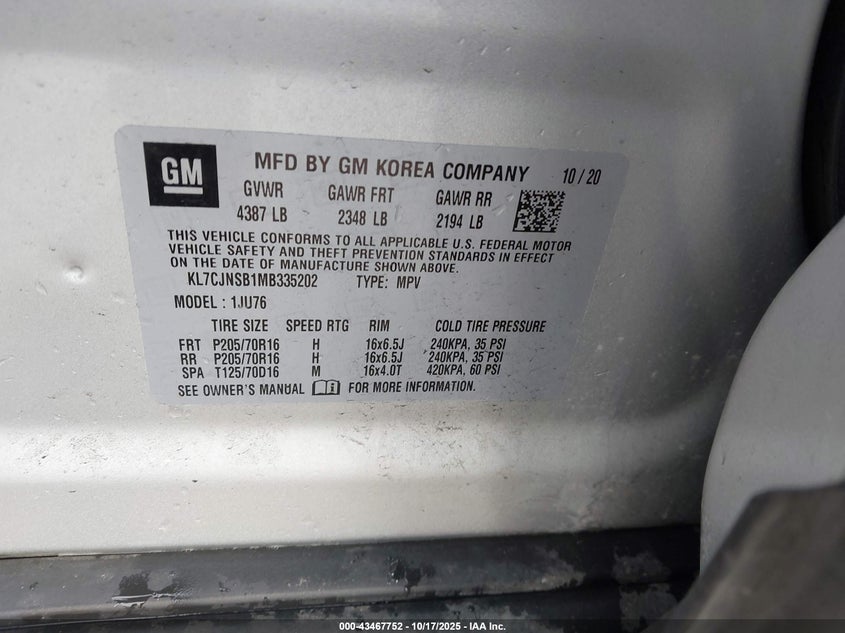 GM
MFD BY GM KOREA COMPANY 10/20
GVWR GAWR FRT GAWR RR
4387 LB 2348 LB 2194 LB
THIS VEHICLE CONFORMS TO ALL APPLICABLE U.S. FEDERAL MOTOR
VEHICLE SAFETY AND THEFT PREVENTION STANDARDS IN EFFECT
ON THE DATE OF MANUFACTURE SHOWN ABOVE.
KL7CJNSB1MB335202 TYPE: MPV
MODEL : 1JU76
TIRE SIZE SPEED RTG RIM COLD TIRE PRESSURE
FRT P205/70R16 H 16x6.5J 240KPA, 35 PSI
RR P205/70R16 H 16x6.5J 240KPA, 35 PSI
SPA T125/70D16 M 16x4.0T 420KPA, 60 PSI
SEE OWNER'S MANUAL FOR MORE INFORMATION.
000-43467752 - 10/17/2025 - IAA Inc.